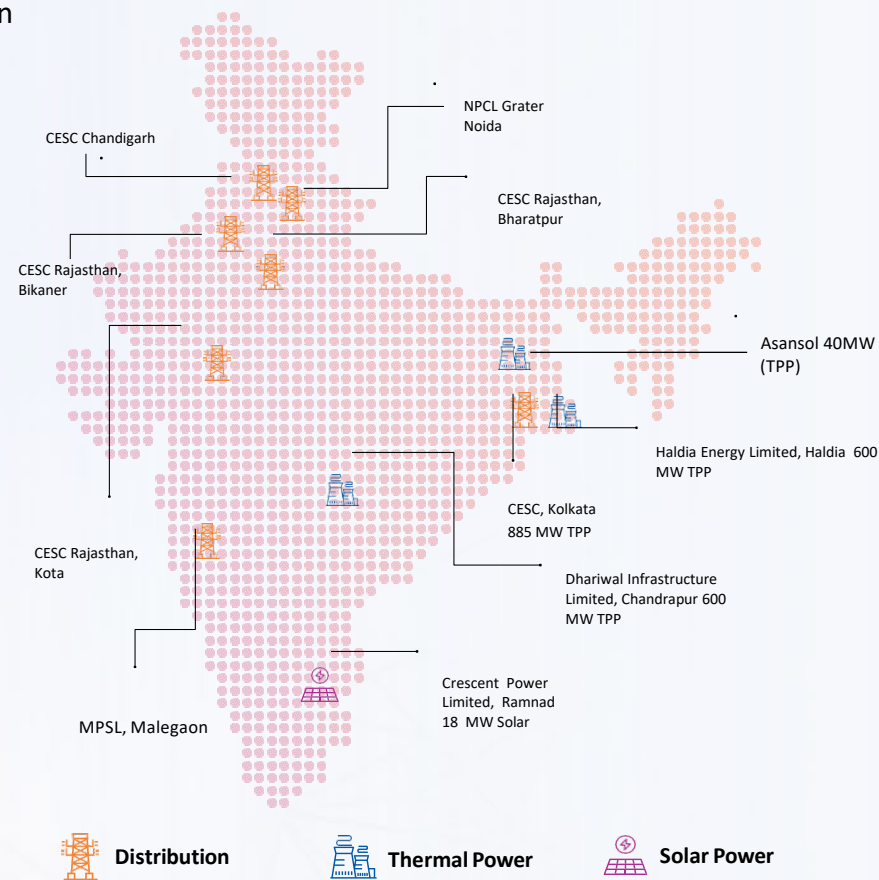 n
NPCL Grater
Noida
CESC Chandigarh
CESC Rajasthan,
Bharatpur
CESC Rajasthan,
Bikaner
Asansol 40MW
(TPP)
Haldia Energy Limited, Haldia 600
MW TPP
CESC, Kolkata
885 MW TPP
CESC Rajasthan,
Kota
Dhariwal Infrastructure
Limited, Chandrapur 600
MW TPP
Crescent Power
Limited, Ramnad
18 MW Solar
MPSL, Malegaon
Distribution
Thermal Power
Solar Power